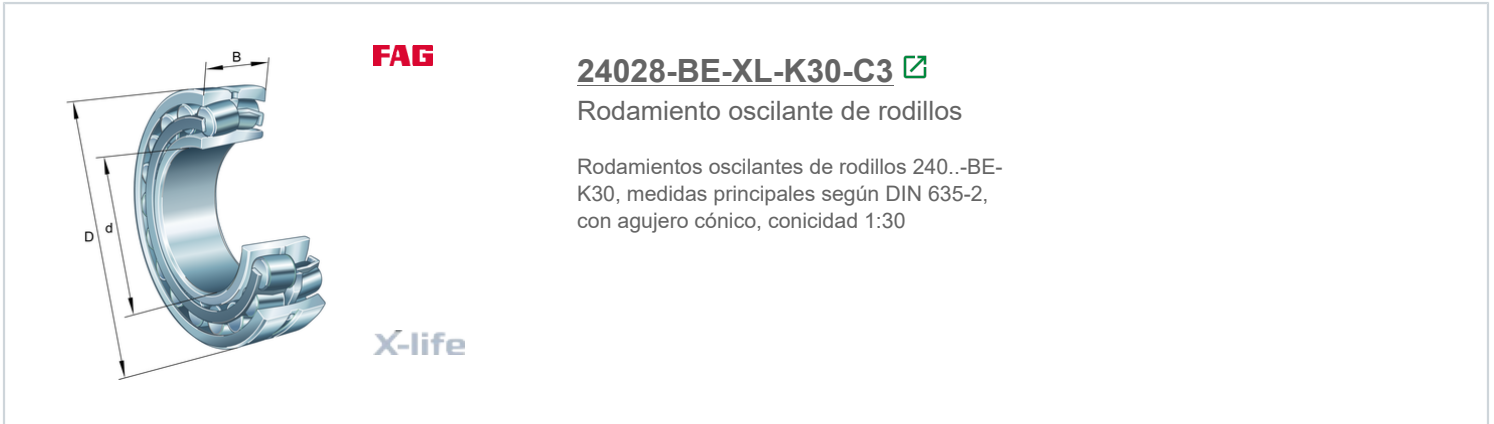 B
D
d
FAG
X-life
24028-BE-XL-K30-C3
Rodamiento oscilante de rodillos
Rodamientos oscilantes de rodillos 240..-BE-
K30, medidas principales según DIN 635-2,
con agujero cónico, conicidad 1:30